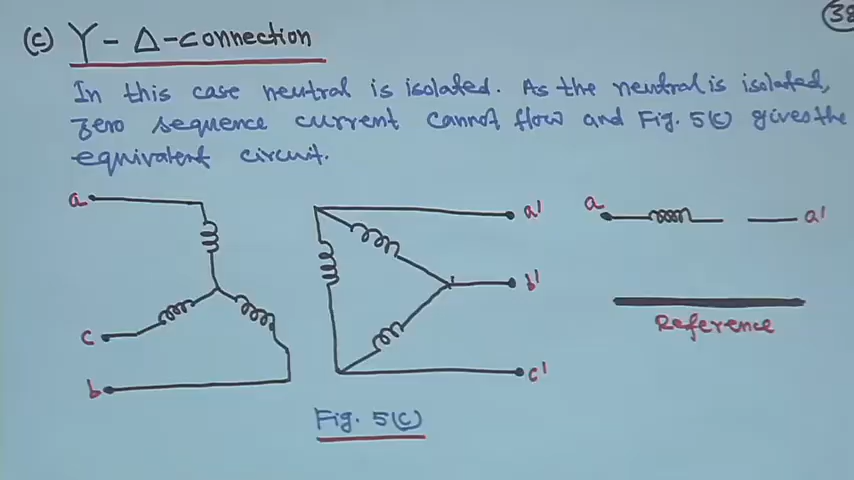 38
(c) Y - Δ - connection
In this case neutral is isolated. As the neutral is isolated,
zero sequence current cannot flow and Fig. 5(c) gives the
equivalent circuit.
a
a'
a
a'
b'
c
Reference
b
c'
Fig. 5(c)